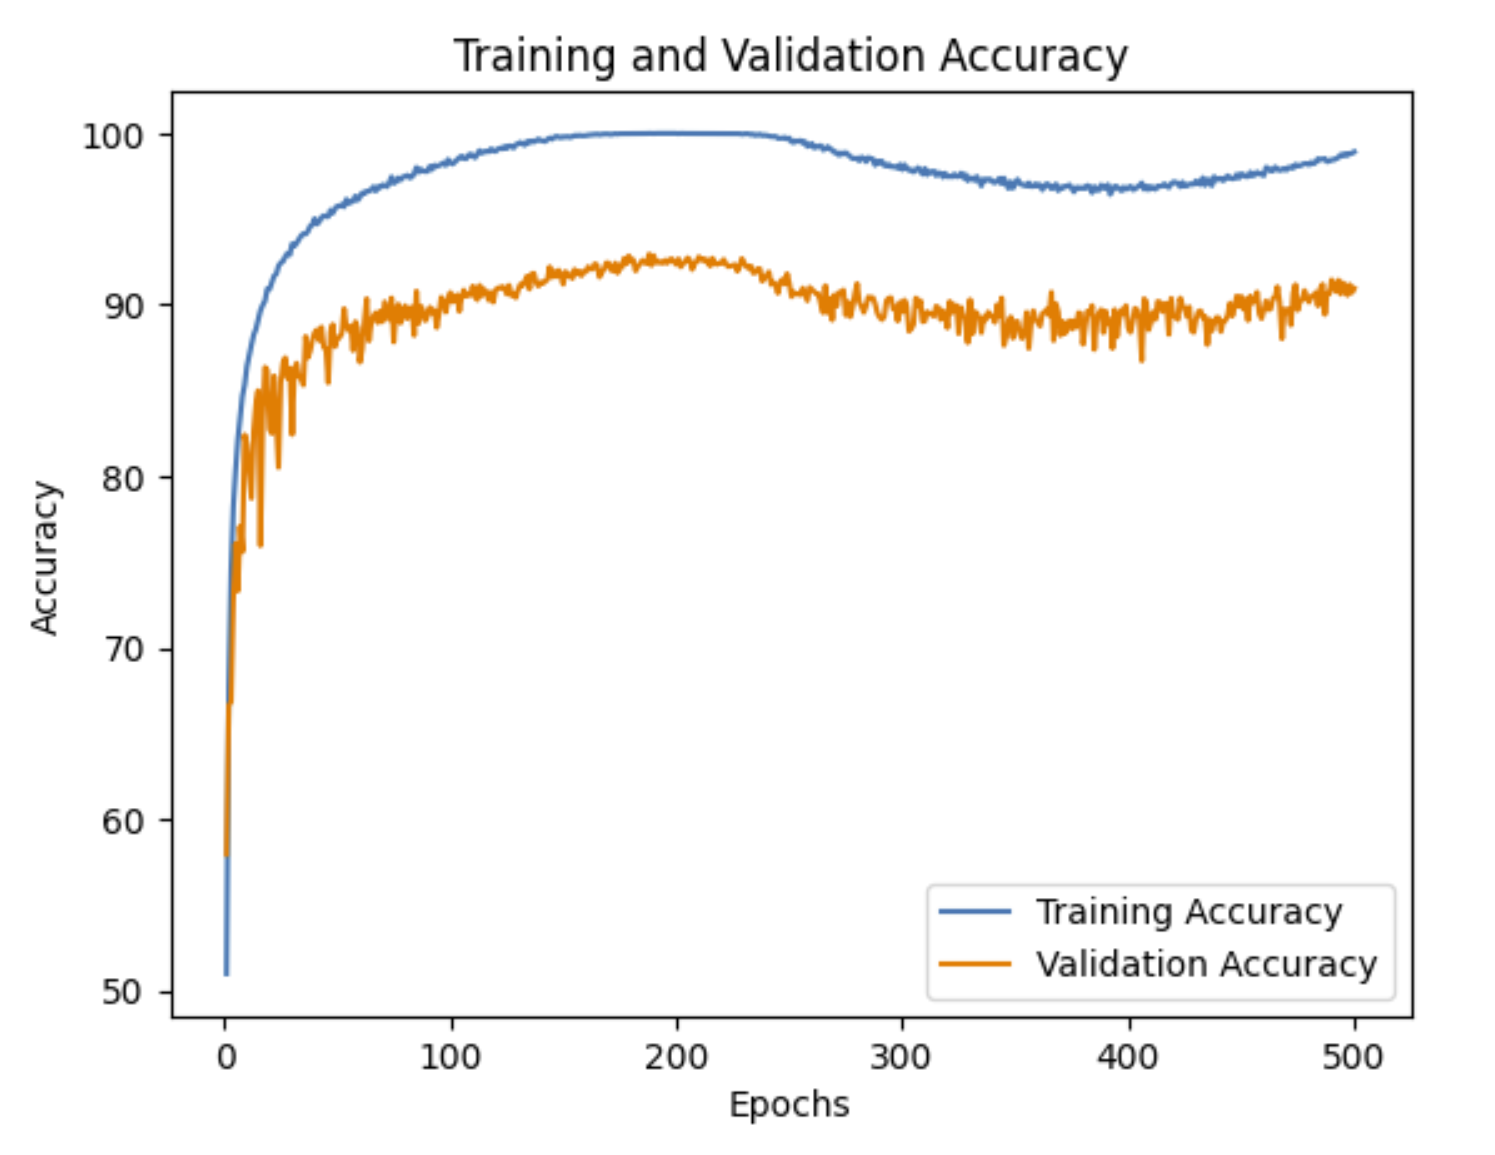 Training and Validation Accuracy
100
90
80
70
60
50
Accuracy
0 100 200 300 400 500
Epochs
Training Accuracy
Validation Accuracy